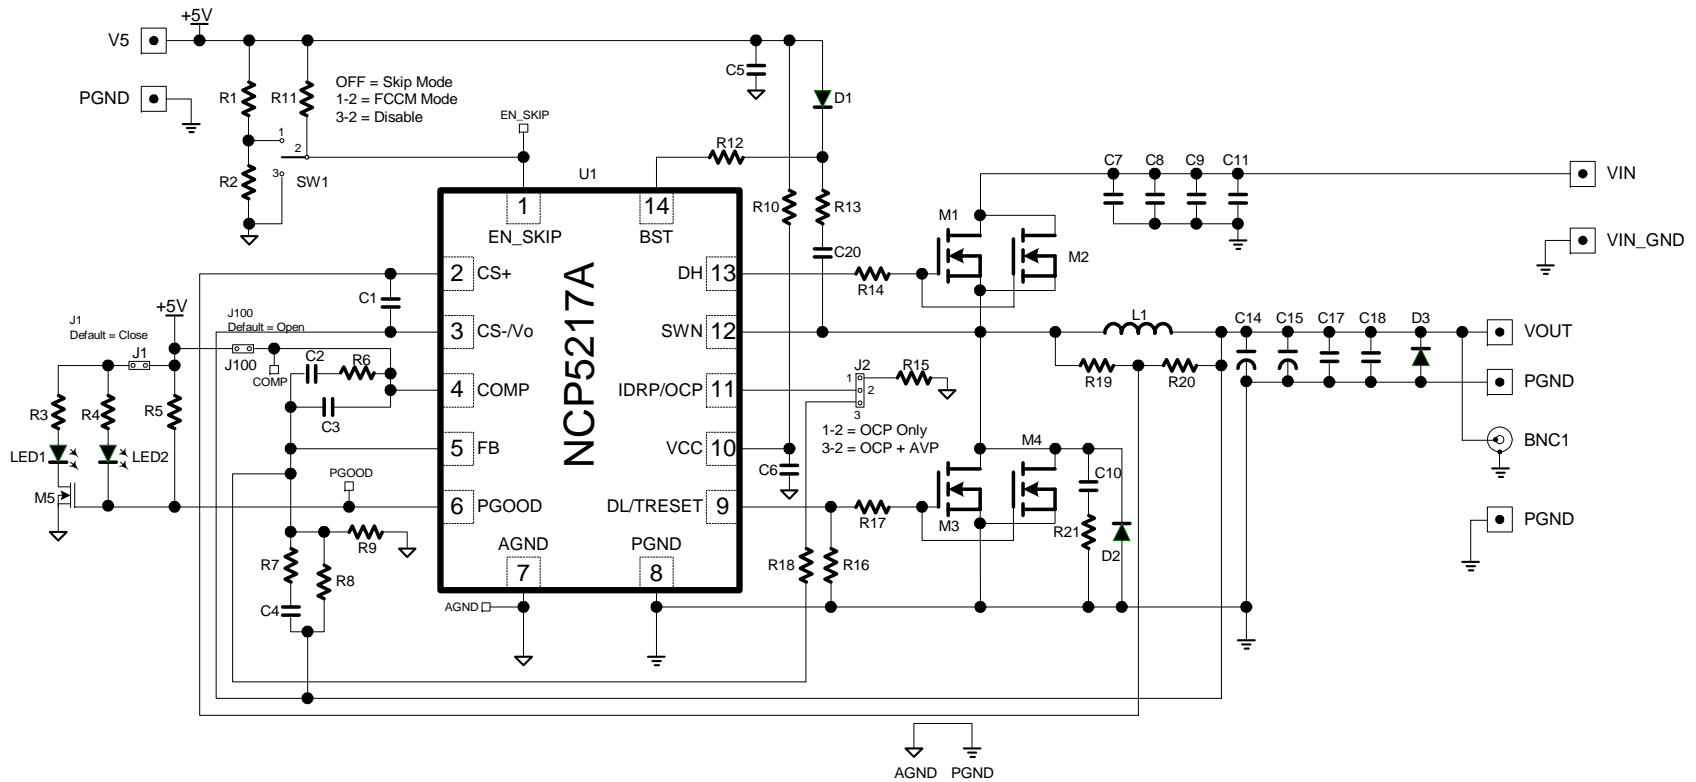 +5V
V5
PGND
R1
R11
OFF = Skip Mode
1-2 = FCCM Mode
3-2 = Disable
C5
D1
EN_SKIP
1
2
3
R2
SW1
R12
U1
R10
R13
C20
1
EN_SKIP
14
BST
NCP5217A
2 CS+
3 CS-/Vo
4 COMP
5 FB
6 PGOOD
AGND
7
PGND
8
DH 13
SWN 12
IDRP/OCP 11
VCC 10
DL/TRESET 9
C7 C8 C9 C11
VIN
VIN_GND
M1
M2
R14
C1
+5V
J1
Default = Close
J100
Default = Open
J1
J100
COMP
C2
R6
C3
R3
R4
R5
LED1
LED2
M5
PGOOD
R9
R7
R8
C4
AGND
L1
R19
R20
C14 C15 C17 C18 D3
VOUT
PGND
BNC1
PGND
J2
R15
1
2
3
1-2 = OCP Only
3-2 = OCP + AVP
C6
M4
M3
C10
R21
D2
R17
R18
R16
AGND PGND